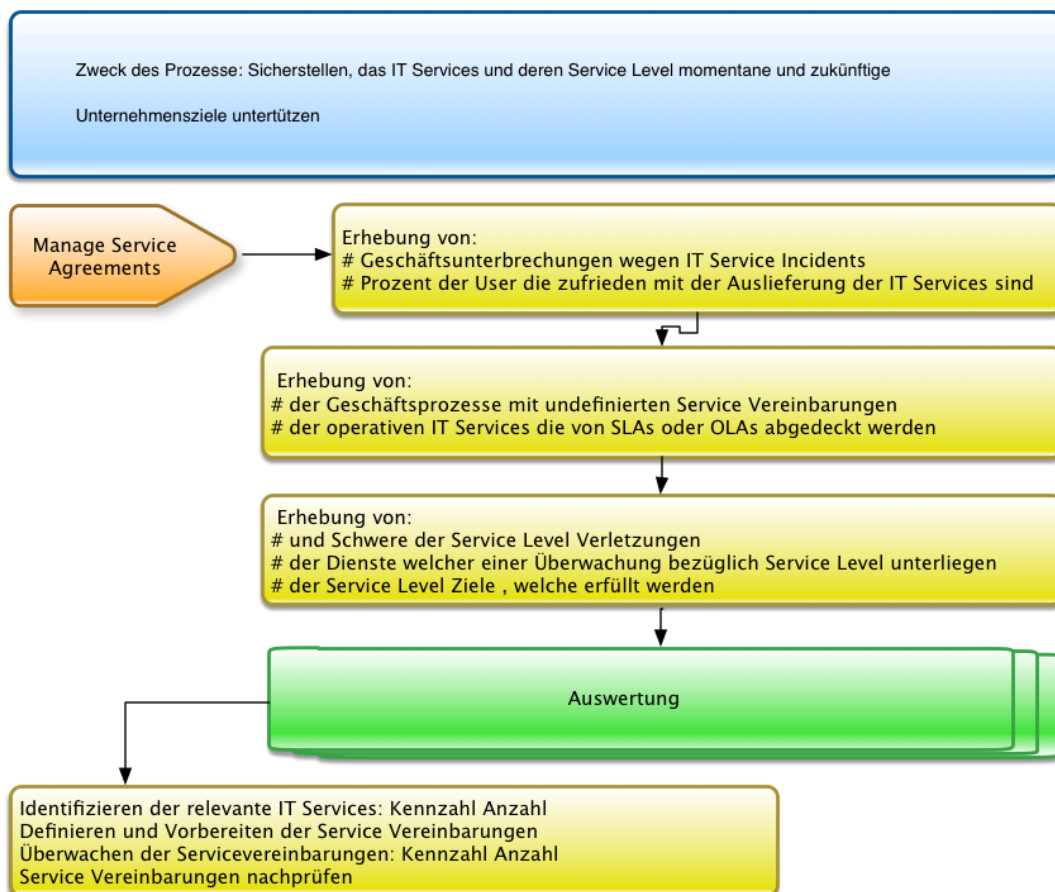 Zweck des Prozesse: Sicherstellen, das IT Services und deren Service Level momentane und zukünftige
Unternehmensziele untertützen
Manage Service
Agreements
Erhebung von:
# Geschäftsunterbrechungen wegen IT Service Incidents
# Prozent der User die zufrieden mit der Auslieferung der IT Services sind
Erhebung von:
# der Geschäftsprozesse mit undefinierten Service Vereinbarungen
# der operativen IT Services die von SLAs oder OLAs abgedeckt werden
Erhebung von:
# und Schwere der Service Level Verletzungen
# der Dienste welcher einer Überwachung bezüglich Service Level unterliegen
# der Service Level Ziele , welche erfüllt werden
Auswertung
Identifizieren der relevante IT Services: Kennzahl Anzahl
Definieren und Vorbereiten der Service Vereinbarungen
Überwachen der Servicevereinbarungen: Kennzahl Anzahl
Service Vereinbarungen nachprüfen